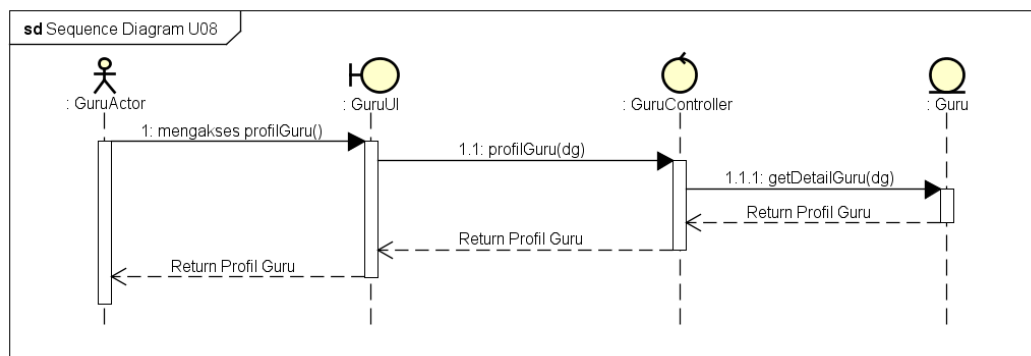 sd Sequence Diagram U08
: GuruActor
: GuruUI
: GuruController
: Guru
1: mengakses profilGuru()
1.1: profilGuru(dg)
1.1.1: getDetailGuru(dg)
Return Profil Guru
Return Profil Guru
Return Profil Guru